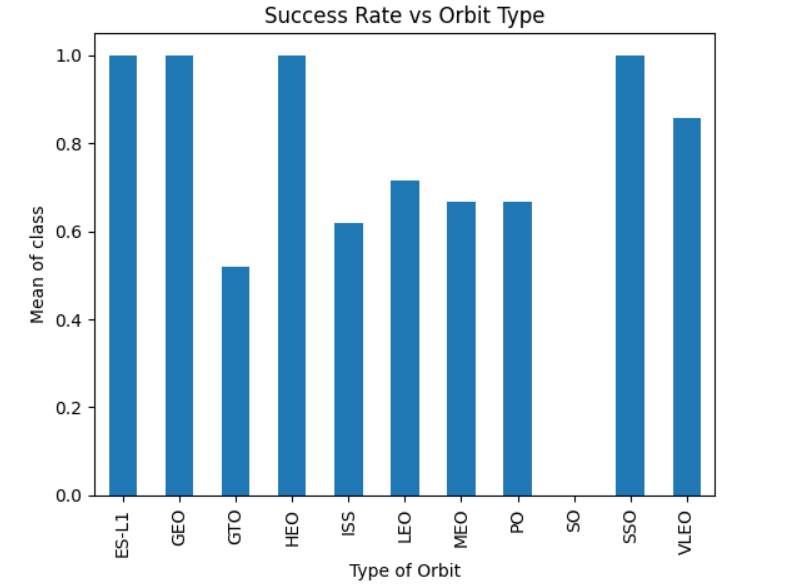 Success Rate vs Orbit Type
Mean of class
1.0
0.8
0.6
0.4
0.2
0.0
ES-L1
GEO
GTO
HEO
ISS
LEO
MEO
PO
SO
SSO
VLEO
Type of Orbit